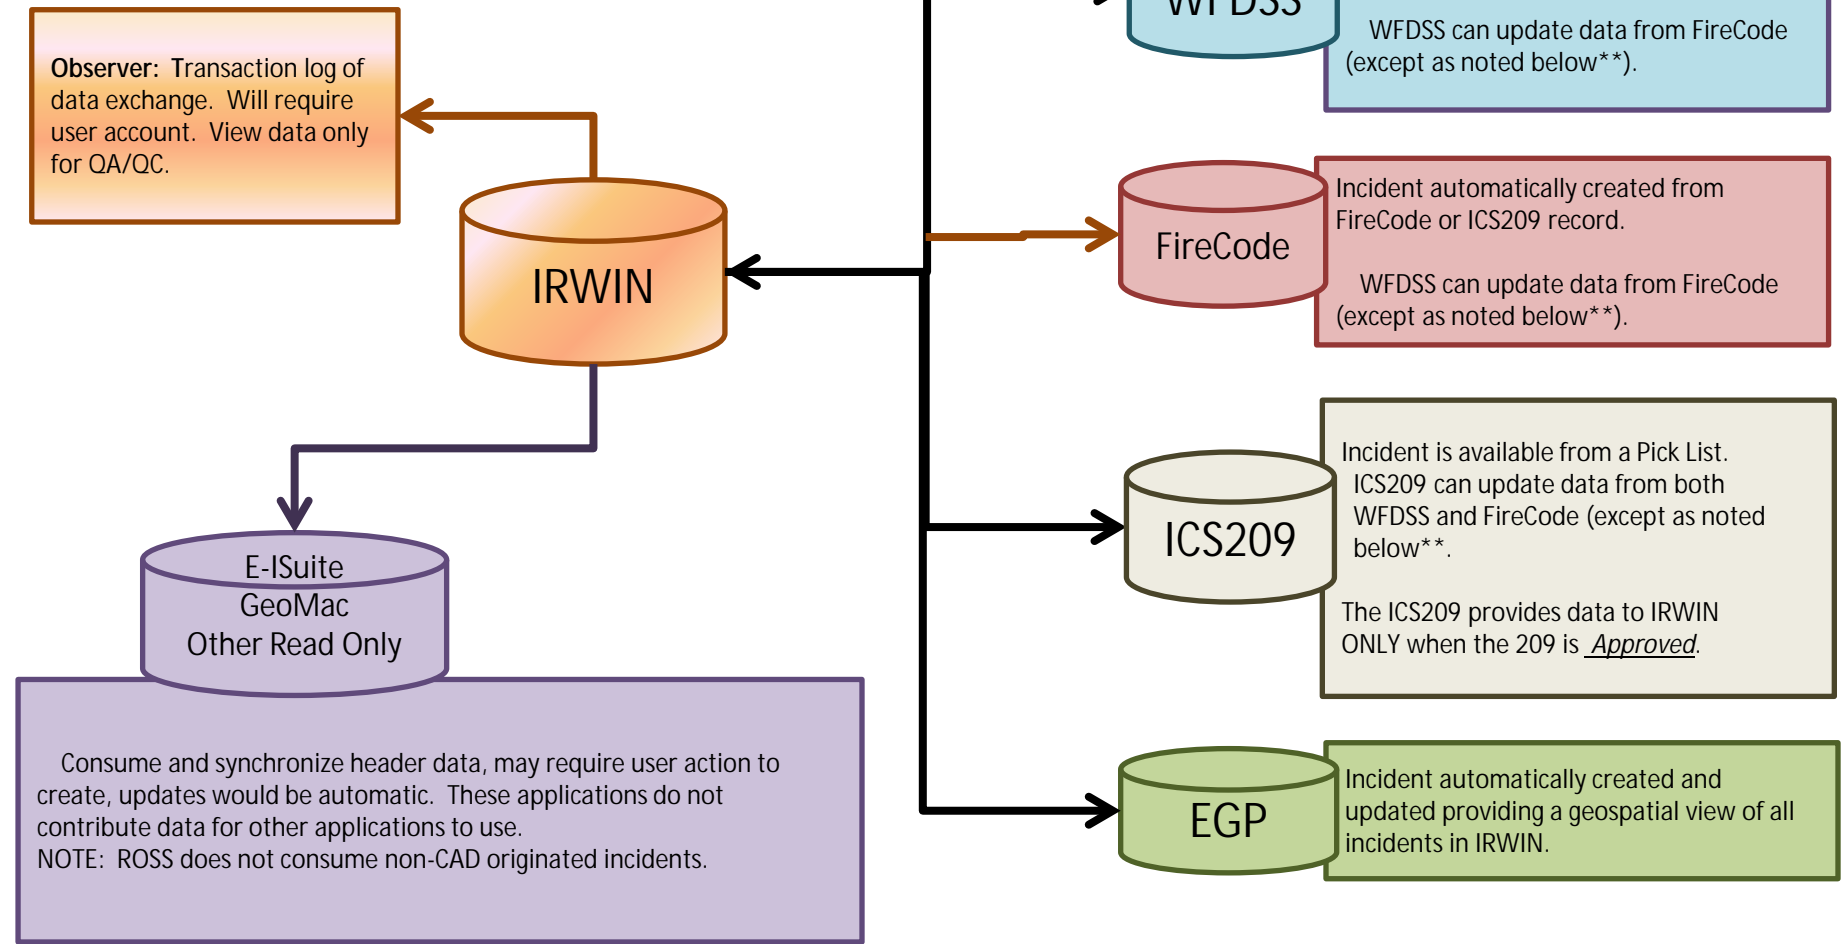 WFDSS
WFDSS can update data from FireCode
(except as noted below**).
Observer: Transaction log of
data exchange. Will require
user account. View data only
for QA/QC.
IRWIN
FireCode
Incident automatically created from
FireCode or ICS209 record.
WFDSS can update data from FireCode
(except as noted below**).
ICS209
Incident is available from a Pick List.
ICS209 can update data from both
WFDSS and FireCode (except as noted
below**.
The ICS209 provides data to IRWIN
ONLY when the 209 is Approved.
E-ISuite
GeoMac
Other Read Only
Consume and synchronize header data, may require user action to
create, updates would be automatic. These applications do not
contribute data for other applications to use.
NOTE: ROSS does not consume non-CAD originated incidents.
EGP
Incident automatically created and
updated providing a geospatial view of all
incidents in IRWIN.